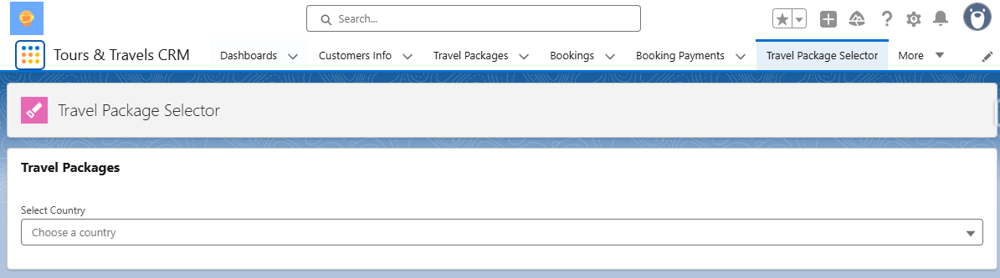 Search...
Tours & Travels CRM
Dashboards
Customers Info
Travel Packages
Bookings
Booking Payments
Travel Package Selector
More
Travel Package Selector
Travel Packages
Select Country
Choose a country